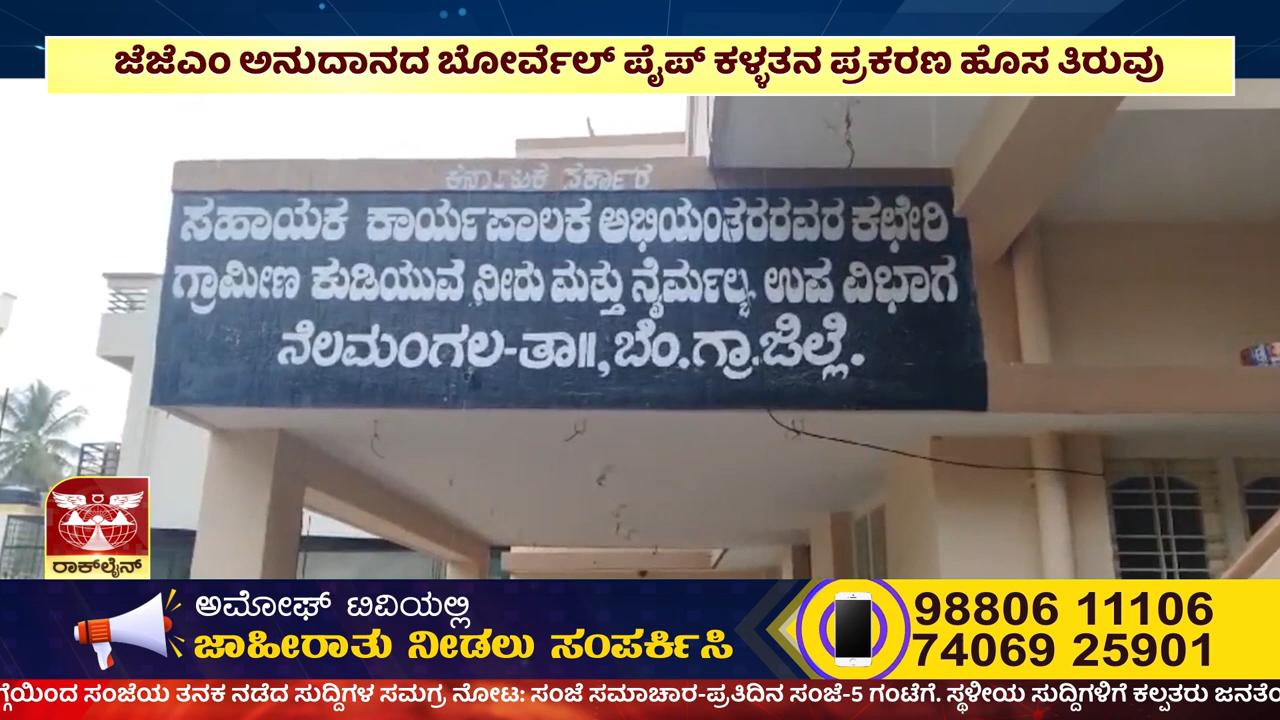 ಜೆಜೆಎಂ ಅನುದಾನದ ಬೋರ್ವೆಲ್ ಪೈಪ್ ಕಳ್ಳತನ ಪ್ರಕರಣ ಹೊಸ ತಿರುವು
ಕರ್ನಾಟಕ ಸರ್ಕಾರ
ಸಹಾಯಕ ಕಾರ್ಯಪಾಲಕ ಅಭಿಯಂತರರವರ ಕಛೇರಿ
ಗ್ರಾಮೀಣ ಕುಡಿಯುವ ನೀರು ಮತ್ತು ನೈರ್ಮಲ್ಯ ಉಪ ವಿಭಾಗ
ನೆಲಮಂಗಲ-ತಾ||, ಬೆಂ.ಗ್ರಾ.ಜಿಲ್ಲೆ.
ರಾಕ್‌ಲೈನ್
ಅಮೋಘ್ ಟಿವಿಯಲ್ಲಿ
ಜಾಹೀರಾತು ನೀಡಲು ಸಂಪರ್ಕಿಸಿ
98806 11106
74069 25901
ಗ್ಗೆಯಿಂದ ಸಂಜೆಯ ತನಕ ನಡೆದ ಸುದ್ದಿಗಳ ಸಮಗ್ರ ನೋಟ: ಸಂಜೆ ಸಮಾಚಾರ-ಪ್ರತಿದಿನ ಸಂಜೆ-5 ಗಂಟೆಗೆ. ಸ್ಥಳೀಯ ಸುದ್ದಿಗಳಿಗೆ ಕಲ್ಪತರು ಜನತೆಂ